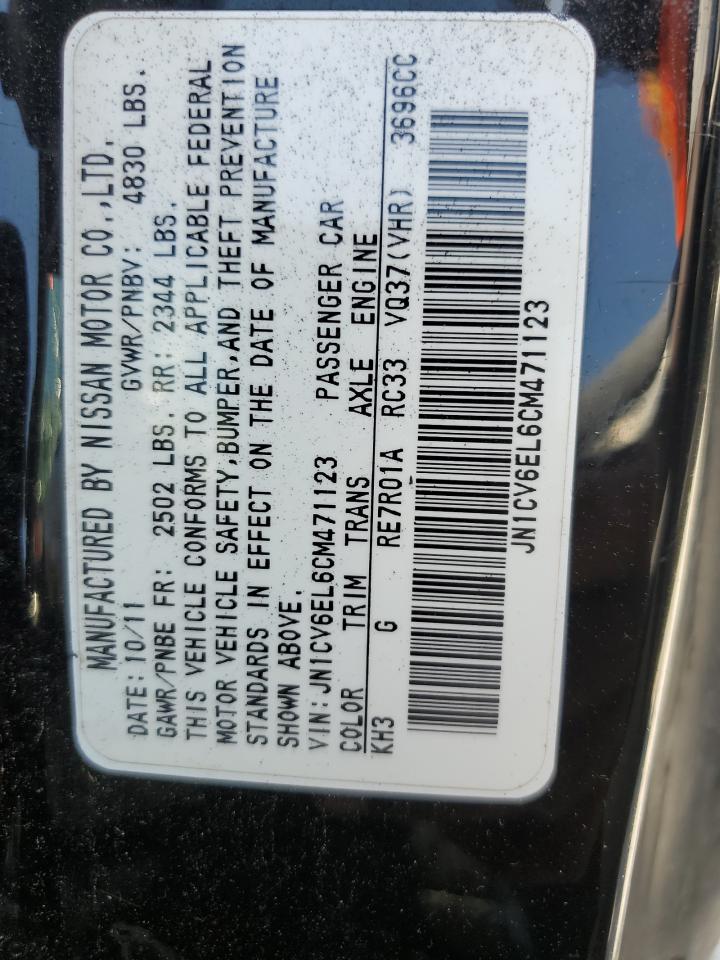 MANUFACTURED BY NISSAN MOTOR CO.,LTD.
DATE: 10/11 GVWR/PNBV: 4830 LBS.
GAWR/PNBE FR: 2502 LBS. RR: 2344 LBS.
THIS VEHICLE CONFORMS TO ALL APPLICABLE FEDERAL
MOTOR VEHICLE SAFETY,BUMPER,AND THEFT PREVENTION
STANDARDS IN EFFECT ON THE DATE OF MANUFACTURE
SHOWN ABOVE.
VIN:JN1CV6EL6CM471123 PASSENGER CAR
COLOR TRIM TRANS AXLE ENGINE
KH3 G RE7R01A RC33 VQ37(VHR) 3696CC
JN1CV6EL6CM471123